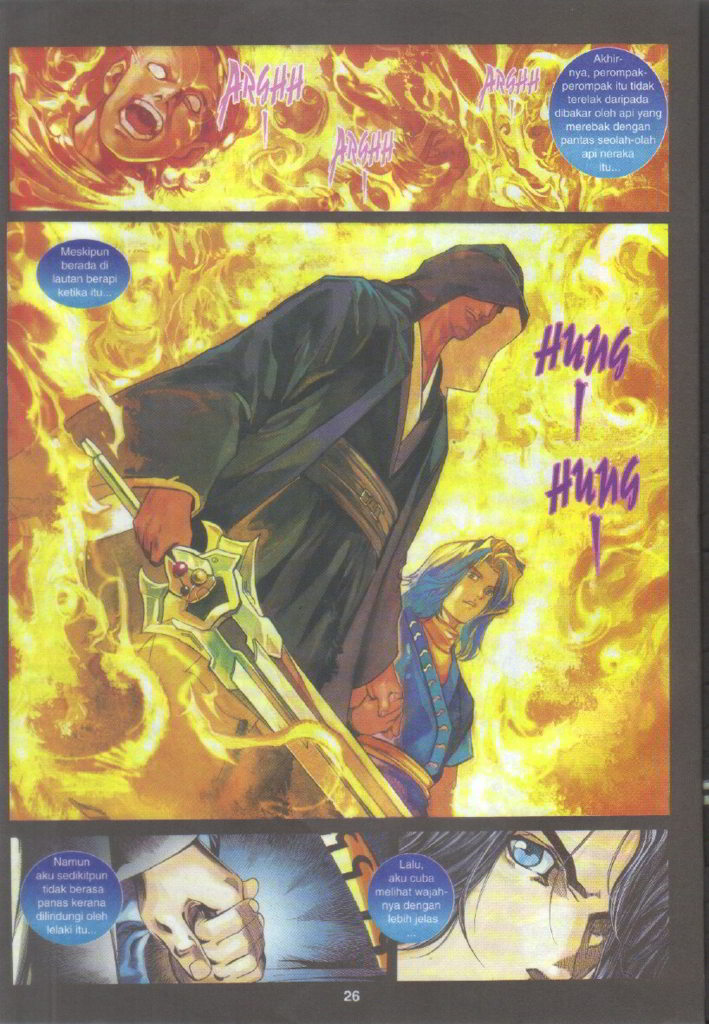 ARGHH
!
ARGHH
!
ARGHH
!
Akhir-
nya, perompak-
perompak itu tidak
terelak daripada
dibakar oleh api yang
merebak dengan
pantas seolah-olah
api neraka
itu...
Meskipun
berada di
lautan berapi
ketika itu...
HUNG
!
HUNG
!
Namun
aku sedikitpun
tidak berasa
panas kerana
dilindungi oleh
lelaki itu...
Lalu,
aku cuba
melihat wajah-
nya dengan
lebih jelas
...
26